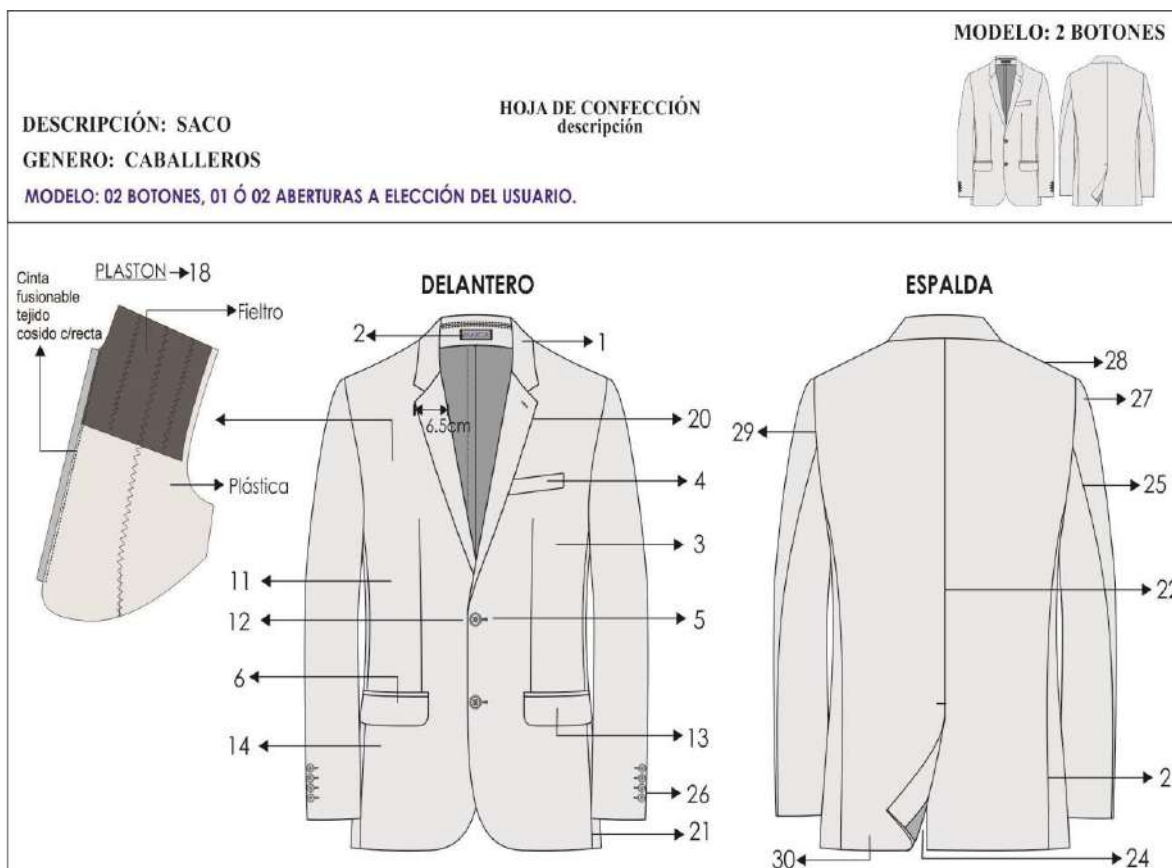 MODELO: 2 BOTONES
HOJA DE CONFECCIÓN
descripción
DESCRIPCIÓN: SACO
GENERO: CABALLEROS
MODELO: 02 BOTONES, 01 Ó 02 ABERTURAS A ELECCIÓN DEL USUARIO.
Cinta
fusionable
tejido
cosido c/recta
PLASTON 18
Fieltro
Plástica
DELANTERO
2
1
6.5cm
20
4
3
11
12
5
6
14
13
26
21
ESPALDA
28
27
29
25
22
2
30
24